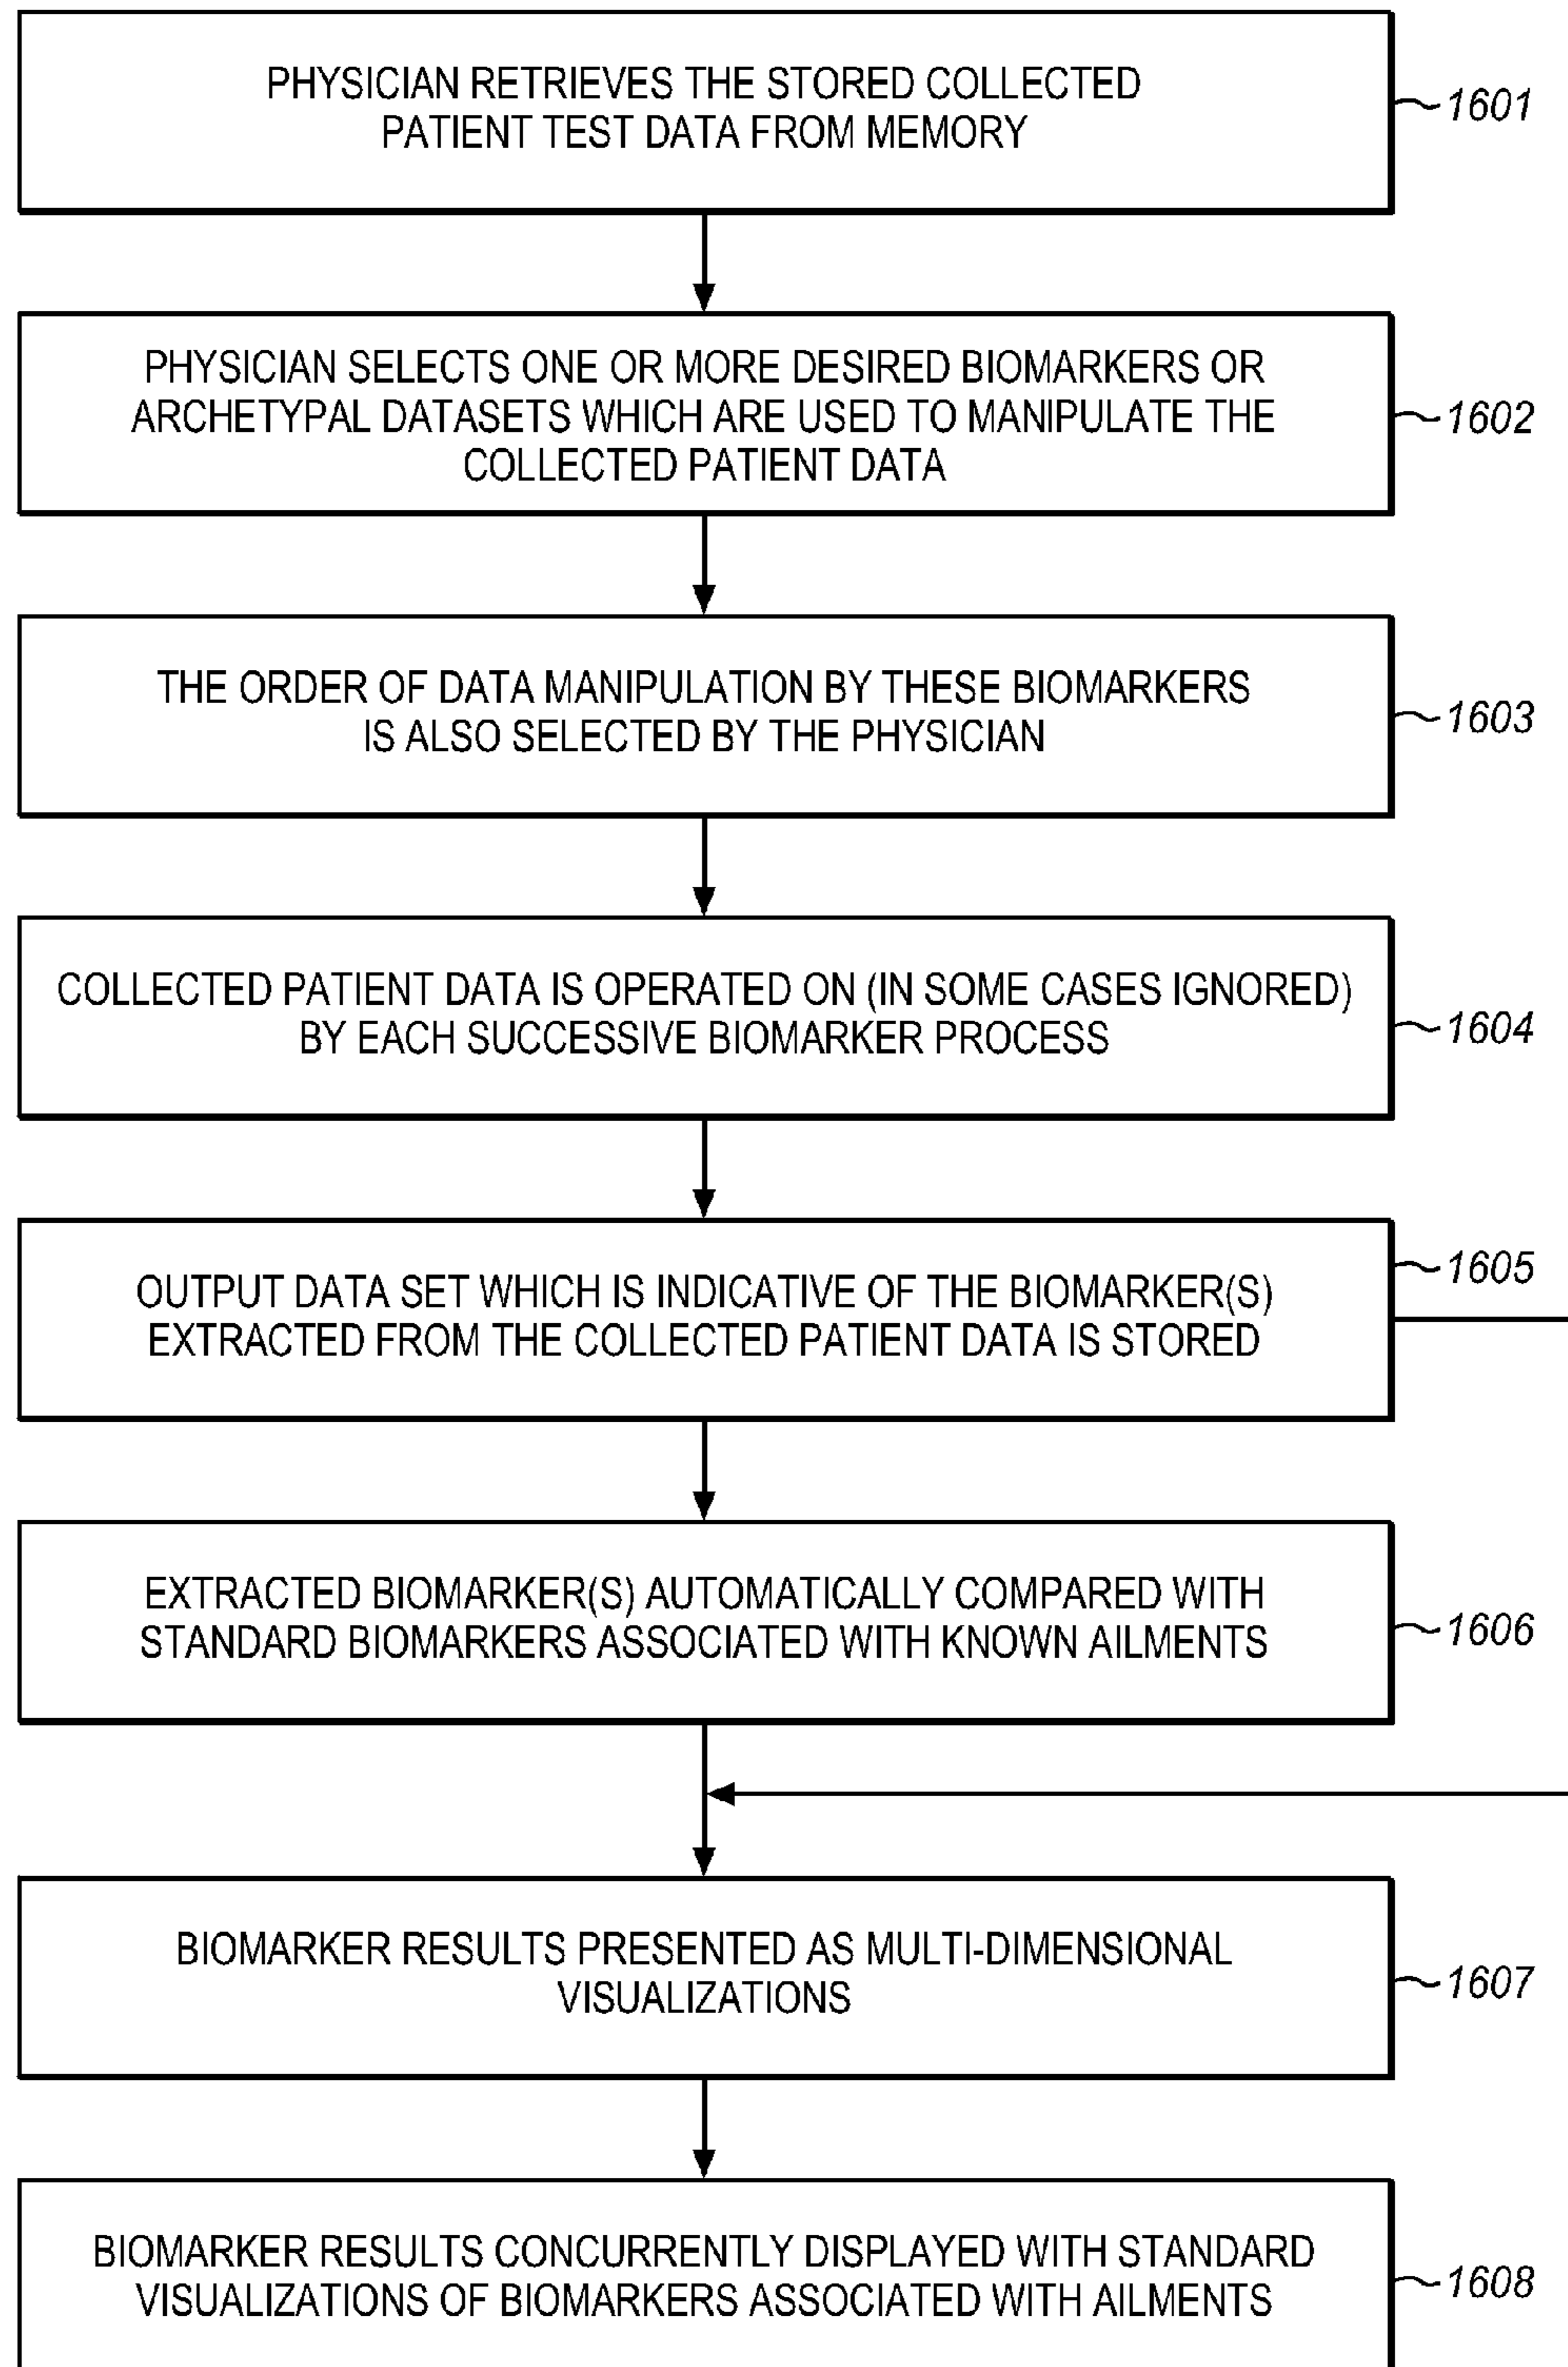 PHYSICIAN RETRIEVES THE STORED COLLECTED
PATIENT TEST DATA FROM MEMORY
1601
PHYSICIAN SELECTS ONE OR MORE DESIRED BIOMARKERS OR
ARCHETYPAL DATASETS WHICH ARE USED TO MANIPULATE THE
COLLECTED PATIENT DATA
1602
THE ORDER OF DATA MANIPULATION BY THESE BIOMARKERS
IS ALSO SELECTED BY THE PHYSICIAN
1603
COLLECTED PATIENT DATA IS OPERATED ON (IN SOME CASES IGNORED)
BY EACH SUCCESSIVE BIOMARKER PROCESS
1604
OUTPUT DATA SET WHICH IS INDICATIVE OF THE BIOMARKER(S)
EXTRACTED FROM THE COLLECTED PATIENT DATA IS STORED
1605
EXTRACTED BIOMARKER(S) AUTOMATICALLY COMPARED WITH
STANDARD BIOMARKERS ASSOCIATED WITH KNOWN AILMENTS
1606
BIOMARKER RESULTS PRESENTED AS MULTI-DIMENSIONAL
VISUALIZATIONS
1607
BIOMARKER RESULTS CONCURRENTLY DISPLAYED WITH STANDARD
VISUALIZATIONS OF BIOMARKERS ASSOCIATED WITH AILMENTS
1608